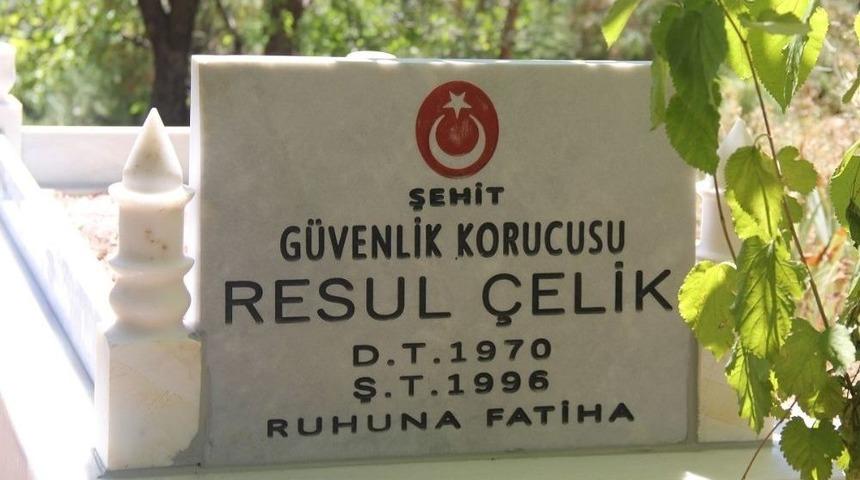 ŞEHİT
GÜVENLİK KORUCUSU
RESUL ÇELİK
D.T.1970
Ş.T.1996
RUHUNA FATİHA